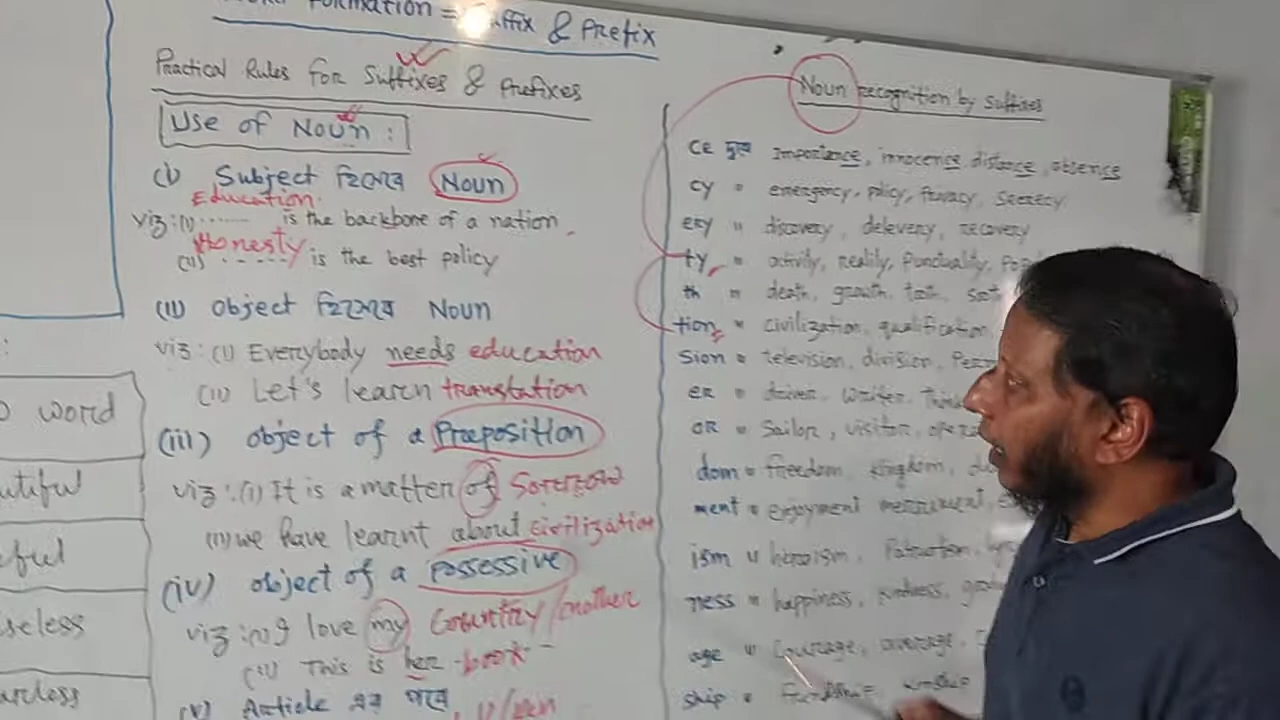 Formation = Suffix & Prefix
Practical Rules for Suffixes & Prefixes
Use of Noun :
(i) Subject হিসেবে Noun
Education
viz:(i)....... is the backbone of a nation
Honesty
(ii) ...... is the best policy
(ii) Object হিসেবে Noun
viz:(i) Everybody needs education
(ii) Let's learn translation
(iii) object of a Preposition
viz:(i) It is a matter of Sorrow
(ii) we have learnt about civilization
(iv) object of a possessive
viz:(i) I love my Country/mother
(ii) This is her book
(v) Article এর পরে
pen
word
seless
Noun recognition by suffixes
ce যুক্ত importance, innocence, distance, absence
cy " emergency, policy, privacy, secrecy
ery " discovery, delevery, recovery
ty " activity, reality, punctuality,
th " death, growth, tooth,
tion " civilization, qualification,
sion " television, division,
er " driver, writer,
or " Sailor, visitor,
dom " freedom, kingdom,
ment " enjoyment
ism " heroism, Patriotism,
ness " happiness, kindness,
age " Courage, average,
ship " friendship, kinship